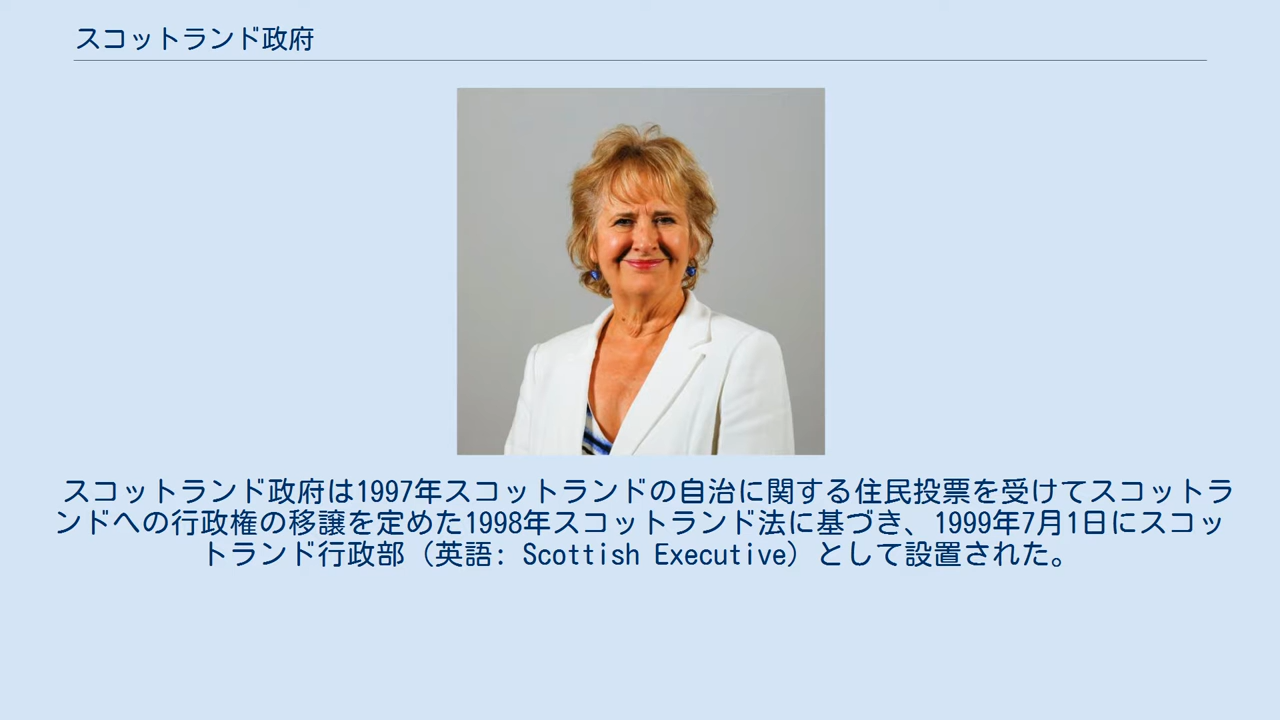 スコットランド政府
スコットランド政府は1997年スコットランドの自治に関する住民投票を受けてスコットラ
ンドへの行政権の移譲を定めた1998年スコットランド法に基づき、1999年7月1日にスコッ
トランド行政部（英語: Scottish Executive）として設置された。